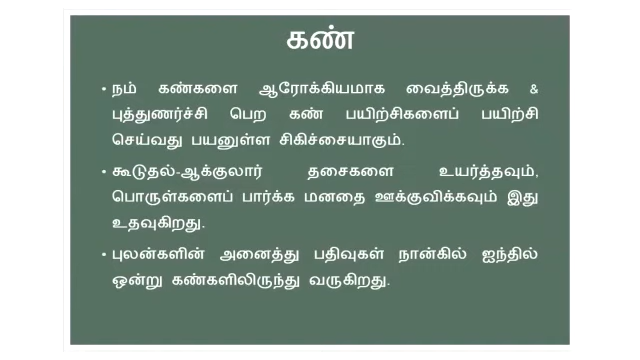 கண்
• நம் கண்களை ஆரோக்கியமாக வைத்திருக்க &
புத்துணர்ச்சி பெற கண் பயிற்சிகளைப் பயிற்சி
செய்வது பயனுள்ள சிகிச்சையாகும்.
• கூடுதல்-ஆக்குலார் தசைகளை உயர்த்தவும்,
பொருள்களைப் பார்க்க மனதை ஊக்குவிக்கவும் இது
உதவுகிறது.
• புலன்களின் அனைத்து பதிவுகள் நான்கில் ஐந்தில்
ஒன்று கண்களிலிருந்து வருகிறது.